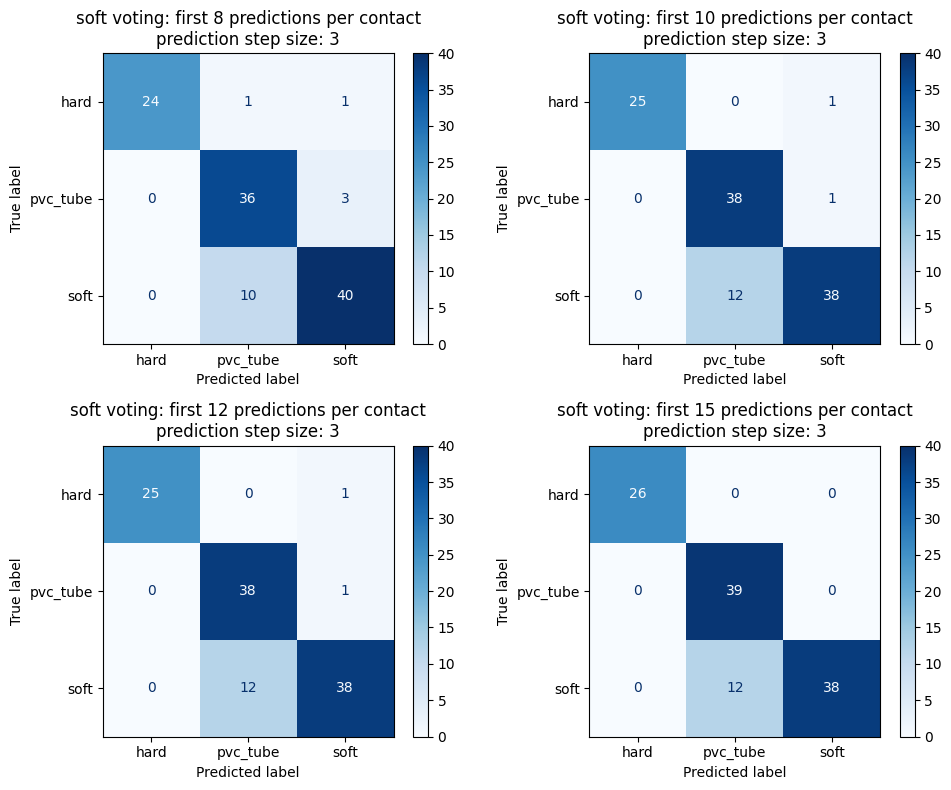 soft voting: first 8 predictions per contact
prediction step size: 3
True label
hard
pvc_tube
soft
24
1
1
0
36
3
0
10
40
hard
pvc_tube
soft
Predicted label
40
35
30
25
20
15
10
5
0
soft voting: first 10 predictions per contact
prediction step size: 3
True label
hard
pvc_tube
soft
25
0
1
0
38
1
0
12
38
hard
pvc_tube
soft
Predicted label
40
35
30
25
20
15
10
5
0
soft voting: first 12 predictions per contact
prediction step size: 3
True label
hard
pvc_tube
soft
25
0
1
0
38
1
0
12
38
hard
pvc_tube
soft
Predicted label
40
35
30
25
20
15
10
5
0
soft voting: first 15 predictions per contact
prediction step size: 3
True label
hard
pvc_tube
soft
26
0
0
0
39
0
0
12
38
hard
pvc_tube
soft
Predicted label
40
35
30
25
20
15
10
5
0